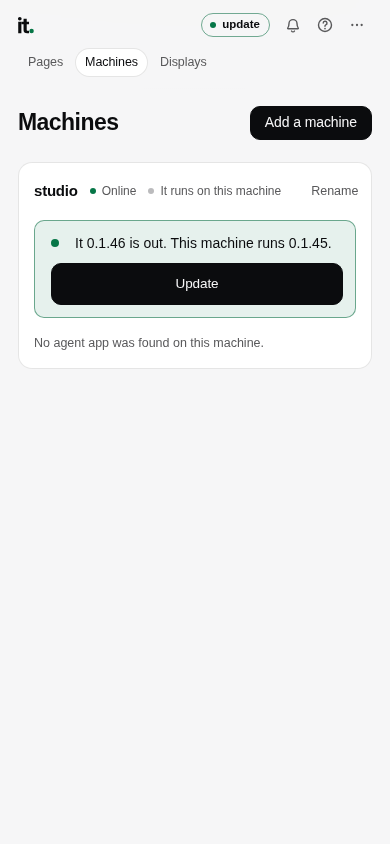 it.
update
Pages Machines Displays
Machines
Add a machine
studio Online It runs on this machine Rename
It 0.1.46 is out. This machine runs 0.1.45.
Update
No agent app was found on this machine.